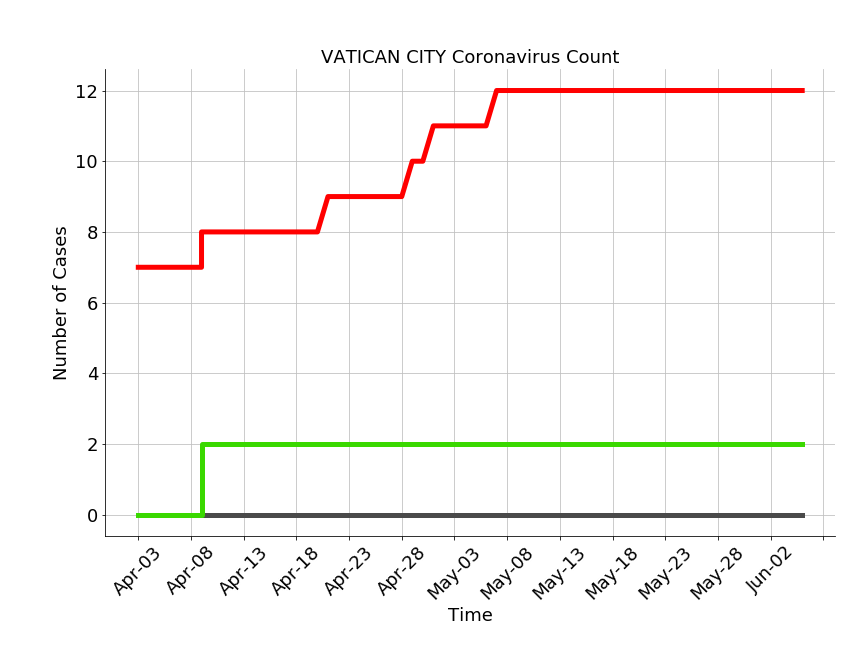 VATICAN CITY Coronavirus Count
12
10
8
6
4
2
0
Number of Cases
Apr-03
Apr-08
Apr-13
Apr-18
Apr-23
Apr-28
May-03
May-08
May-13
May-18
May-23
May-28
Jun-02
Time